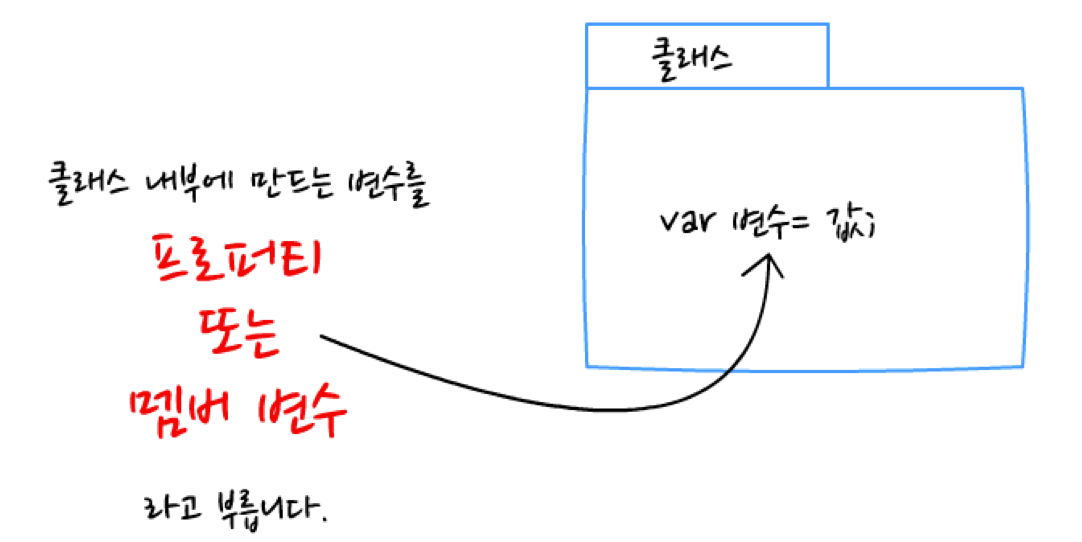 클래스
클래스 내부에 만드는 변수를
프로퍼티
또는
멤버 변수
라고 부릅니다.
var 변수= 값;